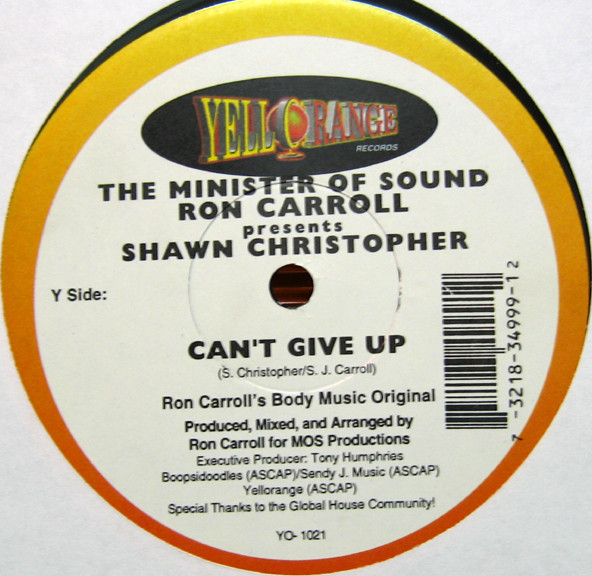 YELLORANGE
RECORDS
THE MINISTER OF SOUND
RON CARROLL
presents
SHAWN CHRISTOPHER
Y Side:
CAN'T GIVE UP
(S. Christopher/S. J. Carroll)
Ron Carroll's Body Music Original
Produced, Mixed, and Arranged by
Ron Carroll for MOS Productions
Executive Producer: Tony Humphries
Boopsidoodles (ASCAP)/Sendy J. Music (ASCAP)
Yellorange (ASCAP)
Special Thanks to the Global House Community!
YO- 1021
7 -3218-34999-1 2